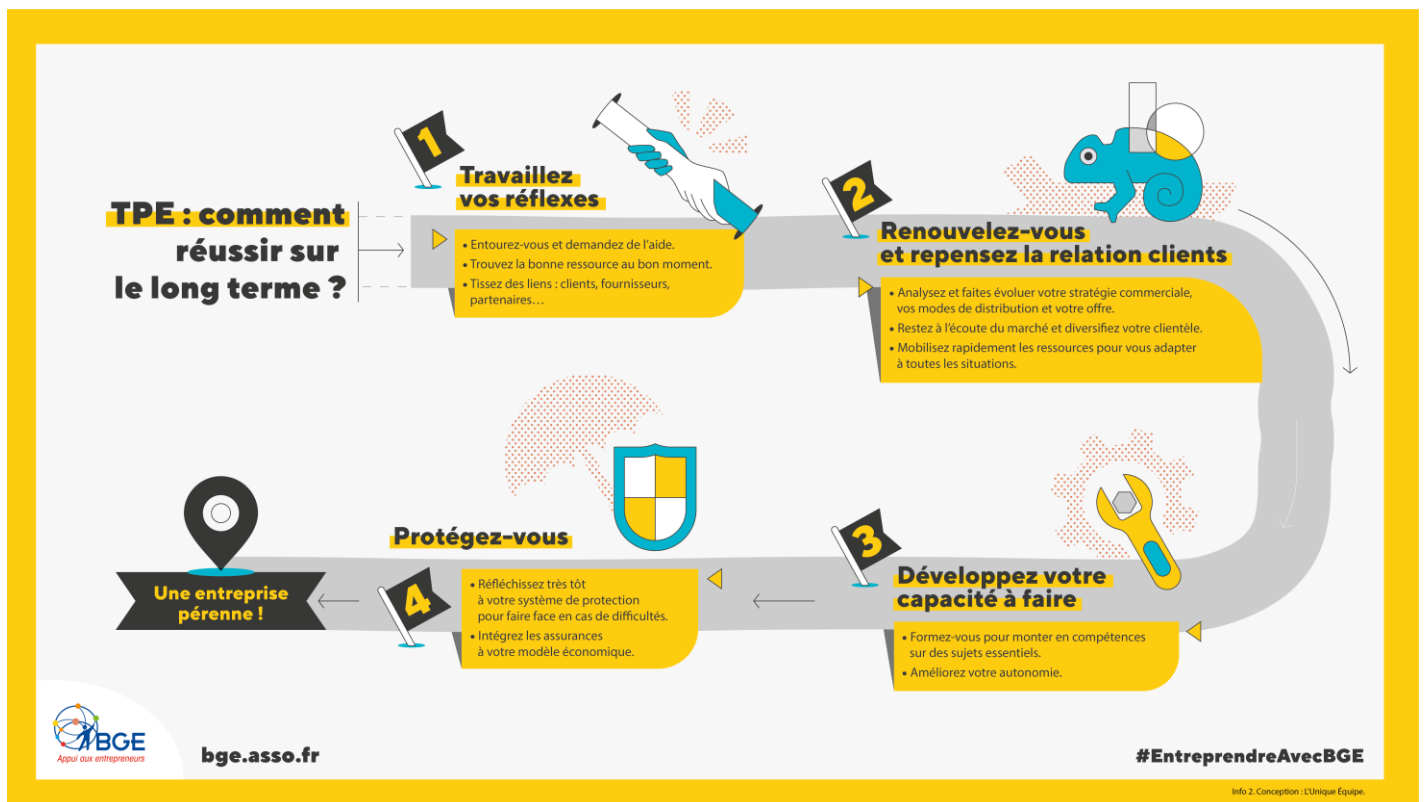 TPE : comment
réussir sur
le long terme ?
1
Travaillez
vos réflexes
• Entourez-vous et demandez de l'aide.
• Trouvez la bonne ressource au bon moment.
• Tissez des liens : clients, fournisseurs,
partenaires…
2
Renouvelez-vous
et repensez la relation clients
• Analysez et faites évoluer votre stratégie commerciale,
vos modes de distribution et votre offre.
• Restez à l'écoute du marché et diversifiez votre clientèle.
• Mobilisez rapidement les ressources pour vous adapter
à toutes les situations.
3
Développez votre
capacité à faire
• Formez-vous pour monter en compétences
sur des sujets essentiels.
• Améliorez votre autonomie.
4
Protégez-vous
• Réfléchissez très tôt
à votre système de protection
pour faire face en cas de difficultés.
• Intégrez les assurances
à votre modèle économique.
Une entreprise
pérenne !
BGE
Appui aux entrepreneurs
bge.asso.fr
#EntreprendreAvecBGE
Info 2. Conception : L'Unique Équipe.